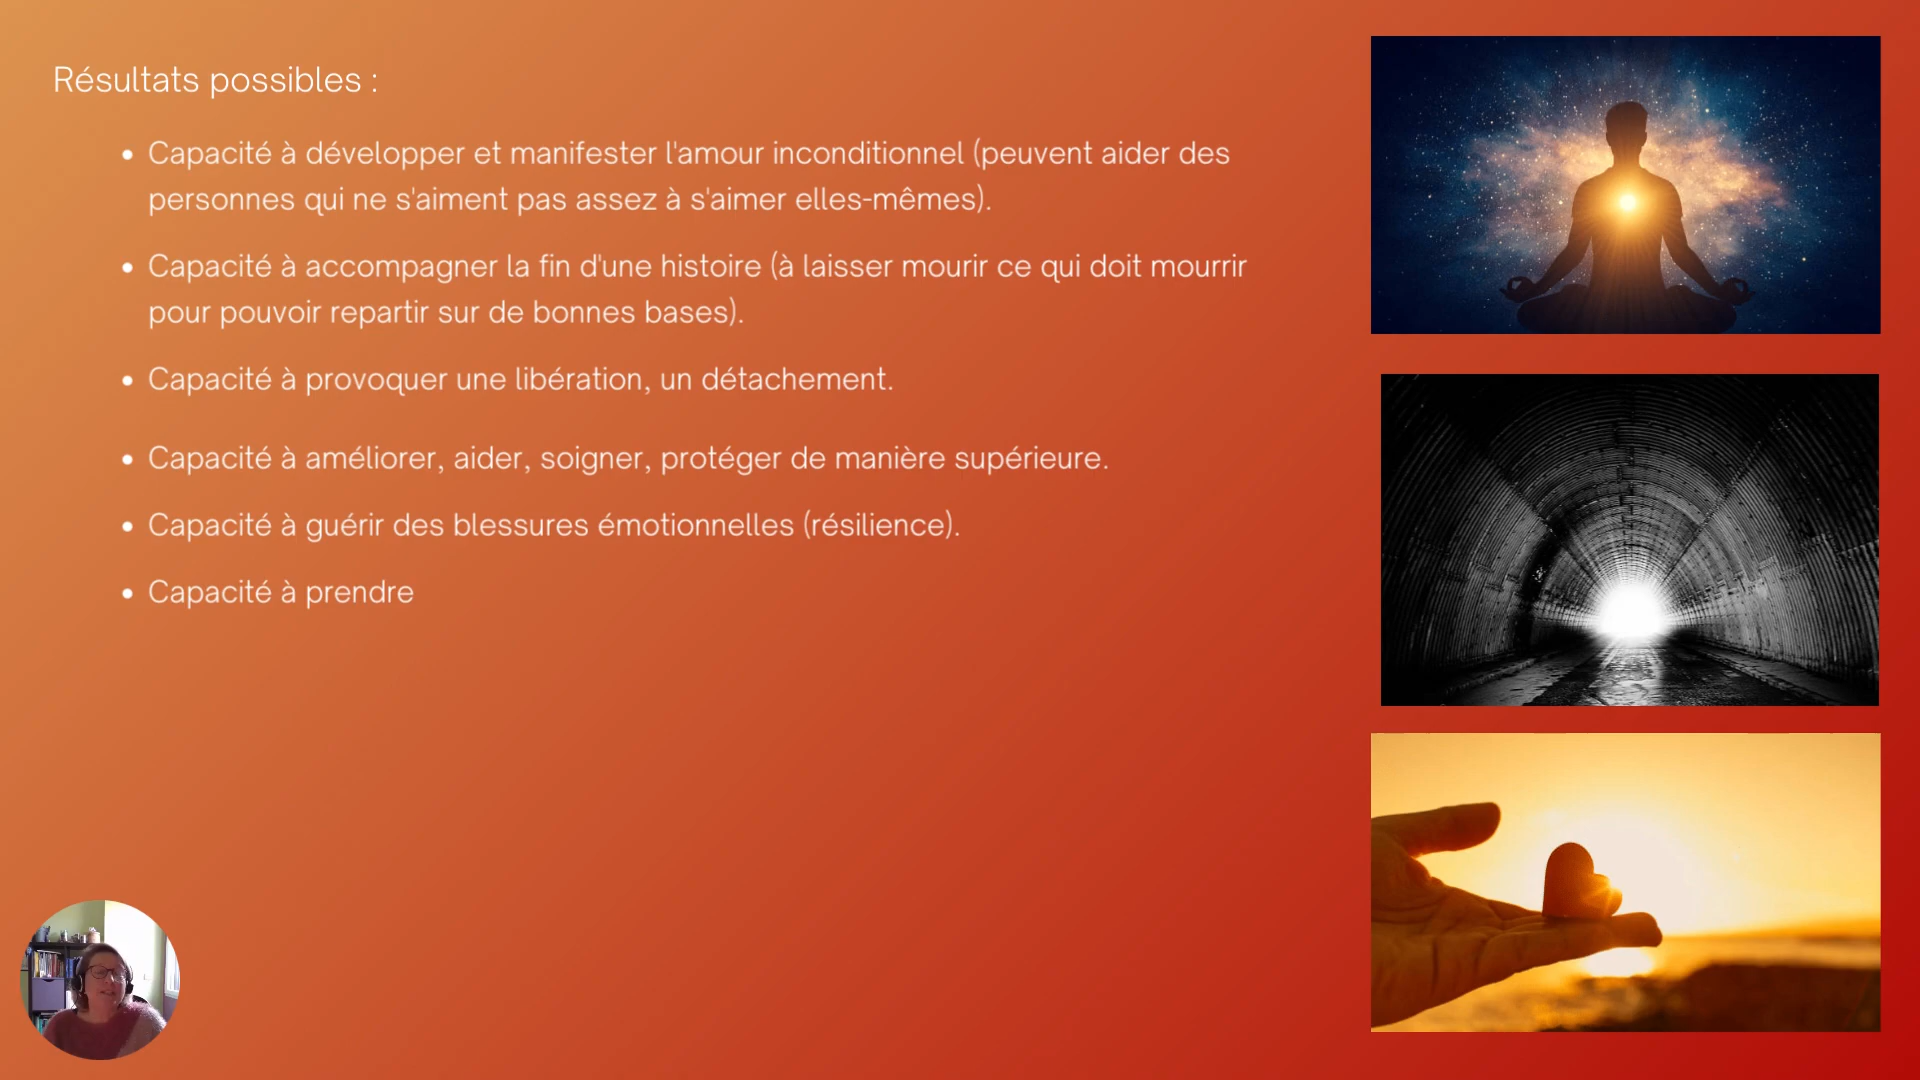 Résultats possibles :
• Capacité à développer et manifester l'amour inconditionnel (peuvent aider des
personnes qui ne s'aiment pas assez à s'aimer elles-mêmes).
• Capacité à accompagner la fin d'une histoire (à laisser mourir ce qui doit mourrir
pour pouvoir repartir sur de bonnes bases).
• Capacité à provoquer une libération, un détachement.
• Capacité à améliorer, aider, soigner, protéger de manière supérieure.
• Capacité à guérir des blessures émotionnelles (résilience).
• Capacité à prendre